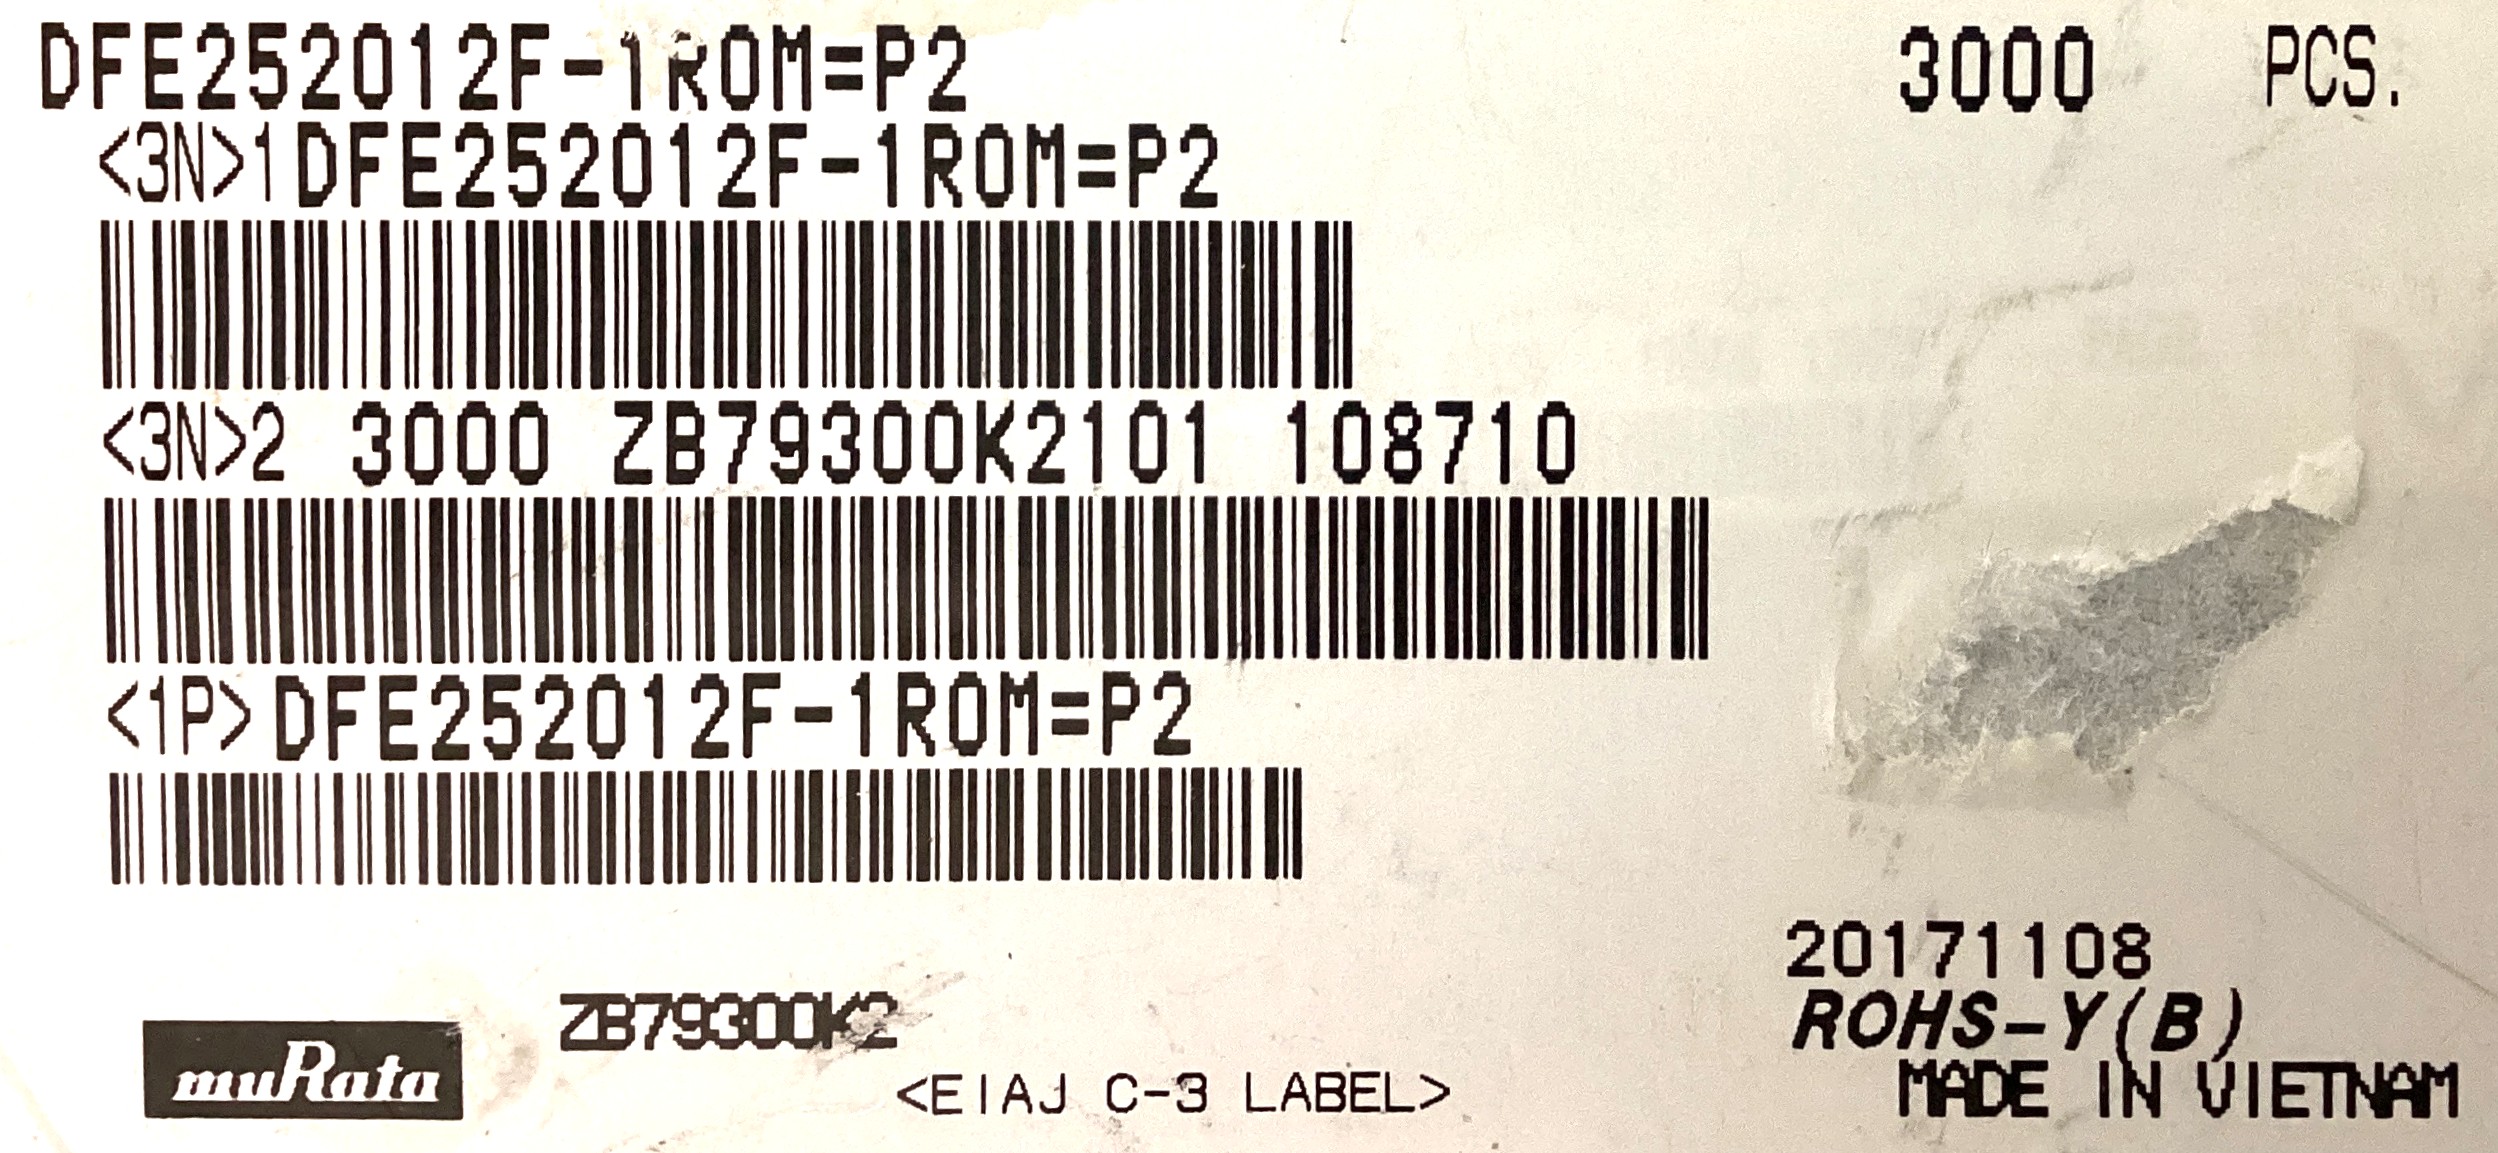 DFE252012F-1R0M=P2 3000 PCS.
<3N>1DFE252012F-1R0M=P2
<3N>2 3000 ZB79300K2101 108710
<1P>DFE252012F-1R0M=P2
20171108
ROHS-Y(B)
ZB79300K2
muRata
<EIAJ C-3 LABEL>
MADE IN VIETNAM